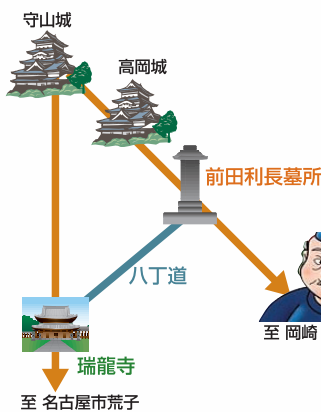 守山城
高岡城
前田利長墓所
八丁道
至 岡崎
瑞龍寺
至 名古屋市荒子